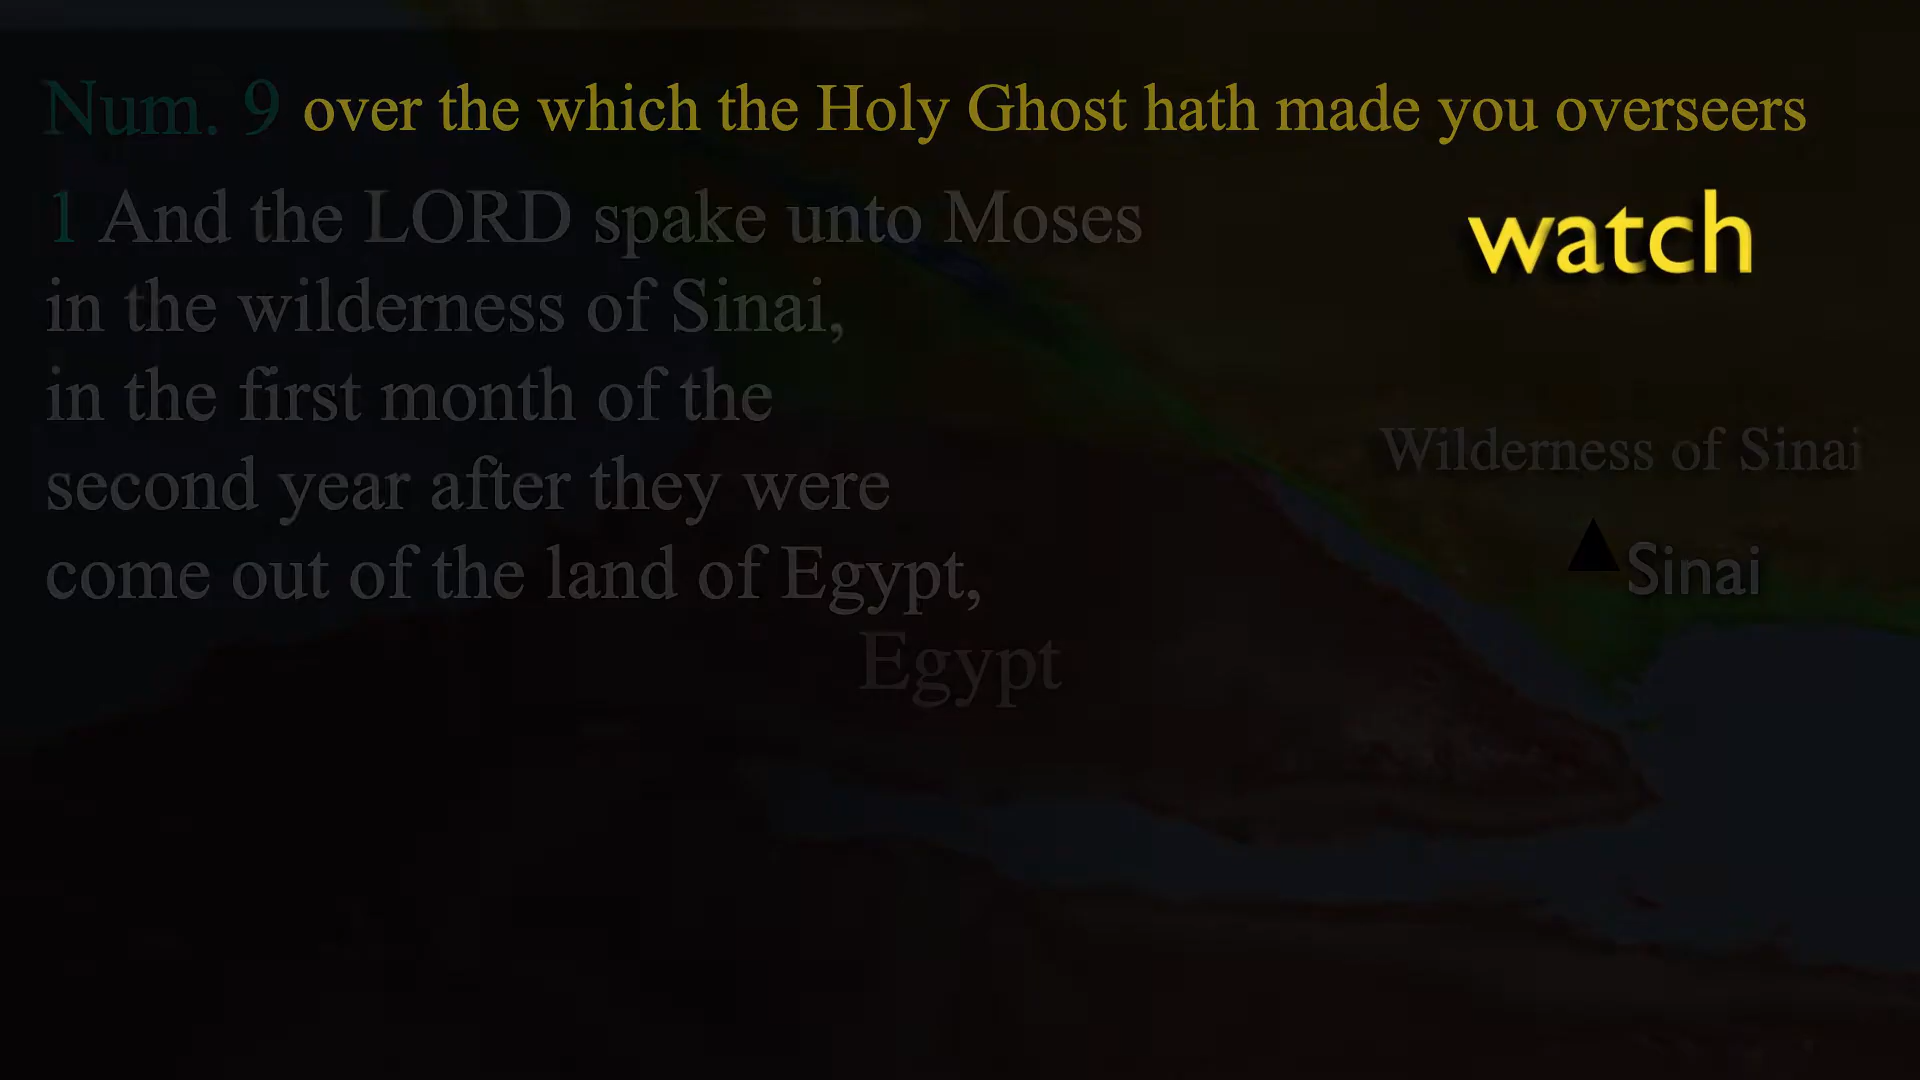 Num. 9 over the which the Holy Ghost hath made you overseers
1 And the LORD spake unto Moses
watch
in the wilderness of Sinai,
in the first month of the
Wilderness of Sinai
second year after they were
come out of the land of Egypt,
Sinai
Egypt